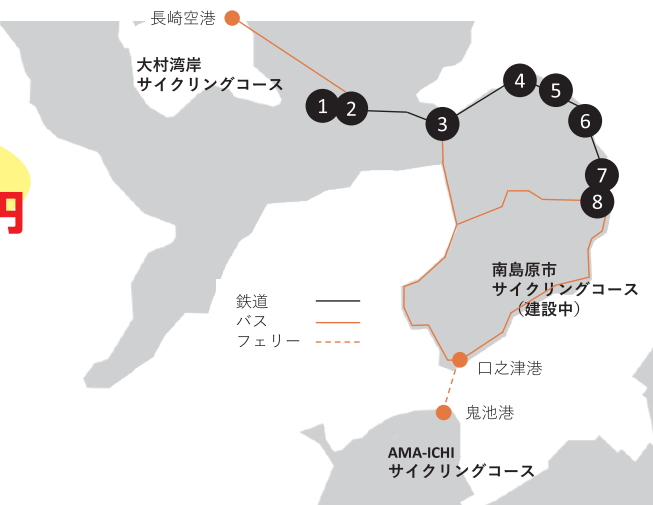 長崎空港
大村湾岸
サイクリングコース
1
2
3
4
5
6
7
8
円
南島原市
サイクリングコース
（建設中）
鉄道
バス
フェリー
口之津港
鬼池港
AMA-ICHI
サイクリングコース